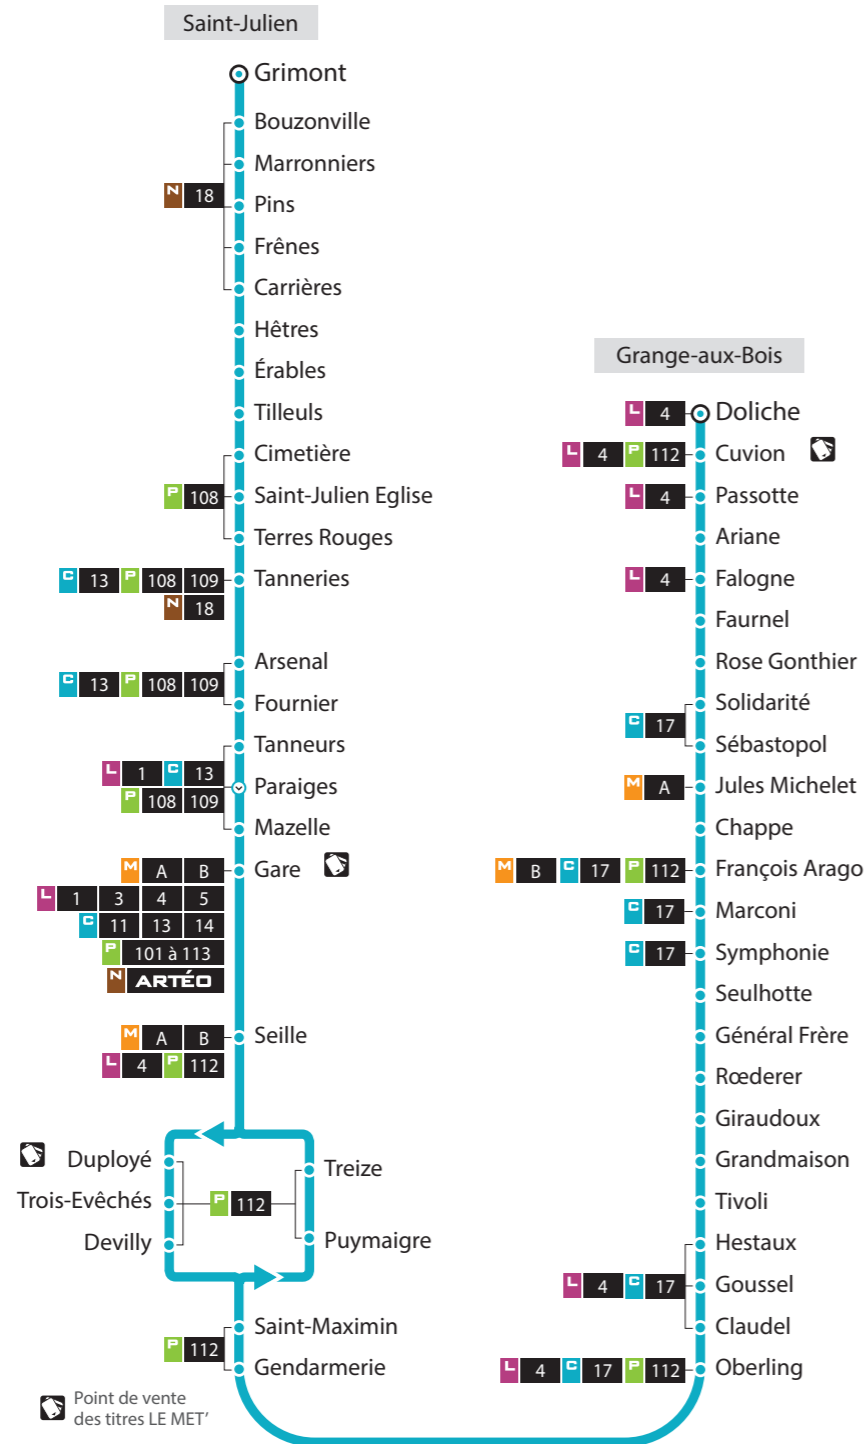 Saint-Julien
Grimont
Bouzonville
Marronniers
N 18
Pins
Frênes
Carrières
Hêtres
Érables
Tilleuls
Cimetière
P 108
Saint-Julien Eglise
Terres Rouges
C 13 P 108 109
Tanneries
N 18
Arsenal
C 13 P 108 109
Fournier
Tanneurs
L 1 C 13
Paraiges
P 108 109
Mazelle
M A B
Gare
L 1 3 4 5
C 11 13 14
P 101 à 113
N ARTÉO
M A B
Seille
L 4 P 112
Duployé
Trois-Evêchés
Devilly
P 112
Treize
Puymaigre
Saint-Maximin
P 112
Gendarmerie
Point de vente
des titres LE MET'
Grange-aux-Bois
L 4
Doliche
L 4 P 112
Cuvion
L 4
Passotte
Ariane
L 4
Falogne
Faurnel
Rose Gonthier
Solidarité
C 17
Sébastopol
M A
Jules Michelet
Chappe
M B C 17 P 112
François Arago
C 17
Marconi
C 17
Symphonie
Seulhotte
Général Frère
Rœderer
Giraudoux
Grandmaison
Tivoli
Hestaux
L 4 C 17
Goussel
Claudel
L 4 C 17 P 112
Oberling